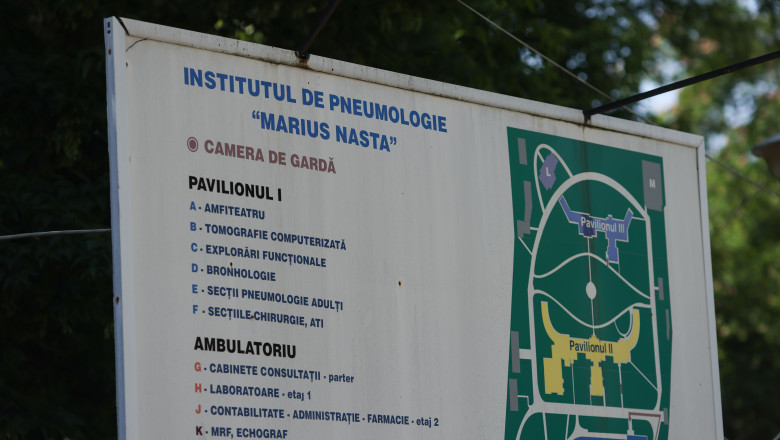 INSTITUTUL DE PNEUMOLOGIE
“MARIUS NASTA”
CAMERA DE GARDĂ
PAVILIONUL I
A - AMFITEATRU
B - TOMOGRAFIE COMPUTERIZATĂ
C - EXPLORĂRI FUNCȚIONALE
D - BRONHOLOGIE
E - SECȚII PNEUMOLOGIE ADULȚI
F - SECȚIILE-CHIRURGIE, ATI
AMBULATORIU
G - CABINETE CONSULTAȚII - parter
H - LABORATOARE - etaj 1
J - CONTABILITATE - ADMINISTRAȚIE - FARMACIE - etaj 2
K - MRF, ECHOGRAF
L
M
Pavilionul III
Pavilionul II